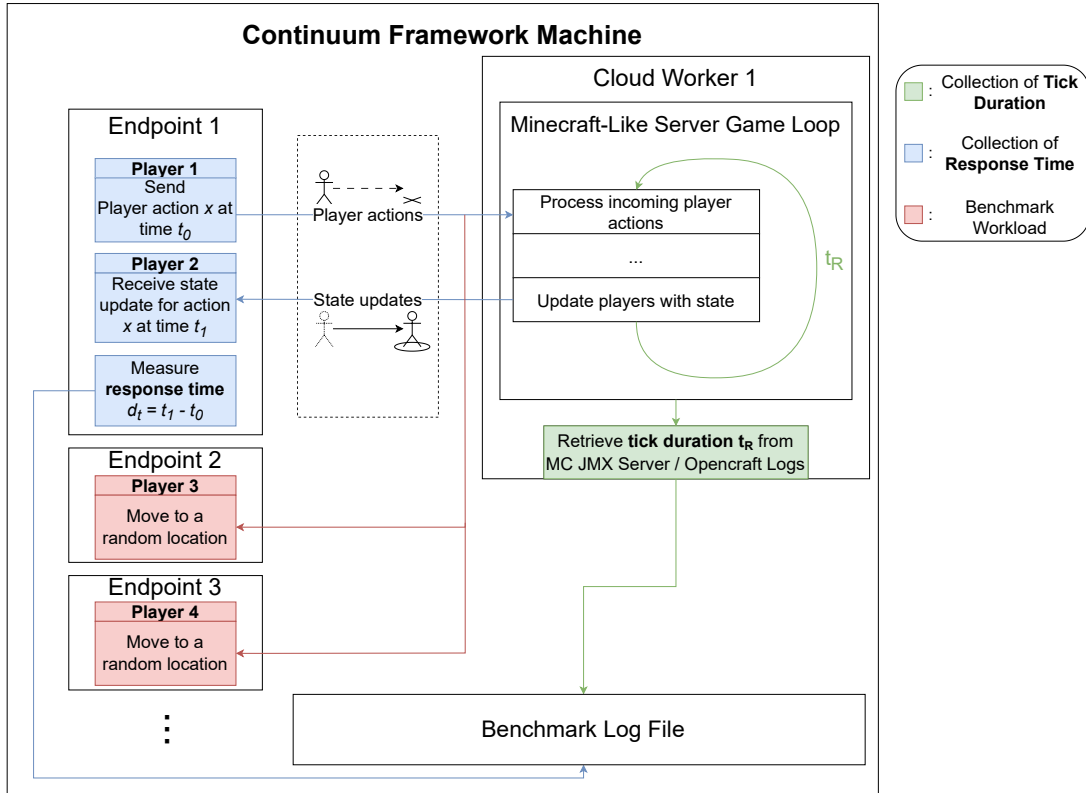 Continuum Framework Machine
Endpoint 1
Player 1
Send
Player action x at
time t0
Player 2
Receive state
update for action
x at time t1
Measure
response time
dt = t1 - t0
Endpoint 2
Player 3
Move to a
random location
Endpoint 3
Player 4
Move to a
random location
Player actions
State updates
Cloud Worker 1
Minecraft-Like Server Game Loop
Process incoming player
actions
...
Update players with state
tR
Retrieve tick duration tR from
MC JMX Server / Opencraft Logs
Benchmark Log File
: Collection of Tick
Duration
: Collection of
Response Time
: Benchmark
Workload